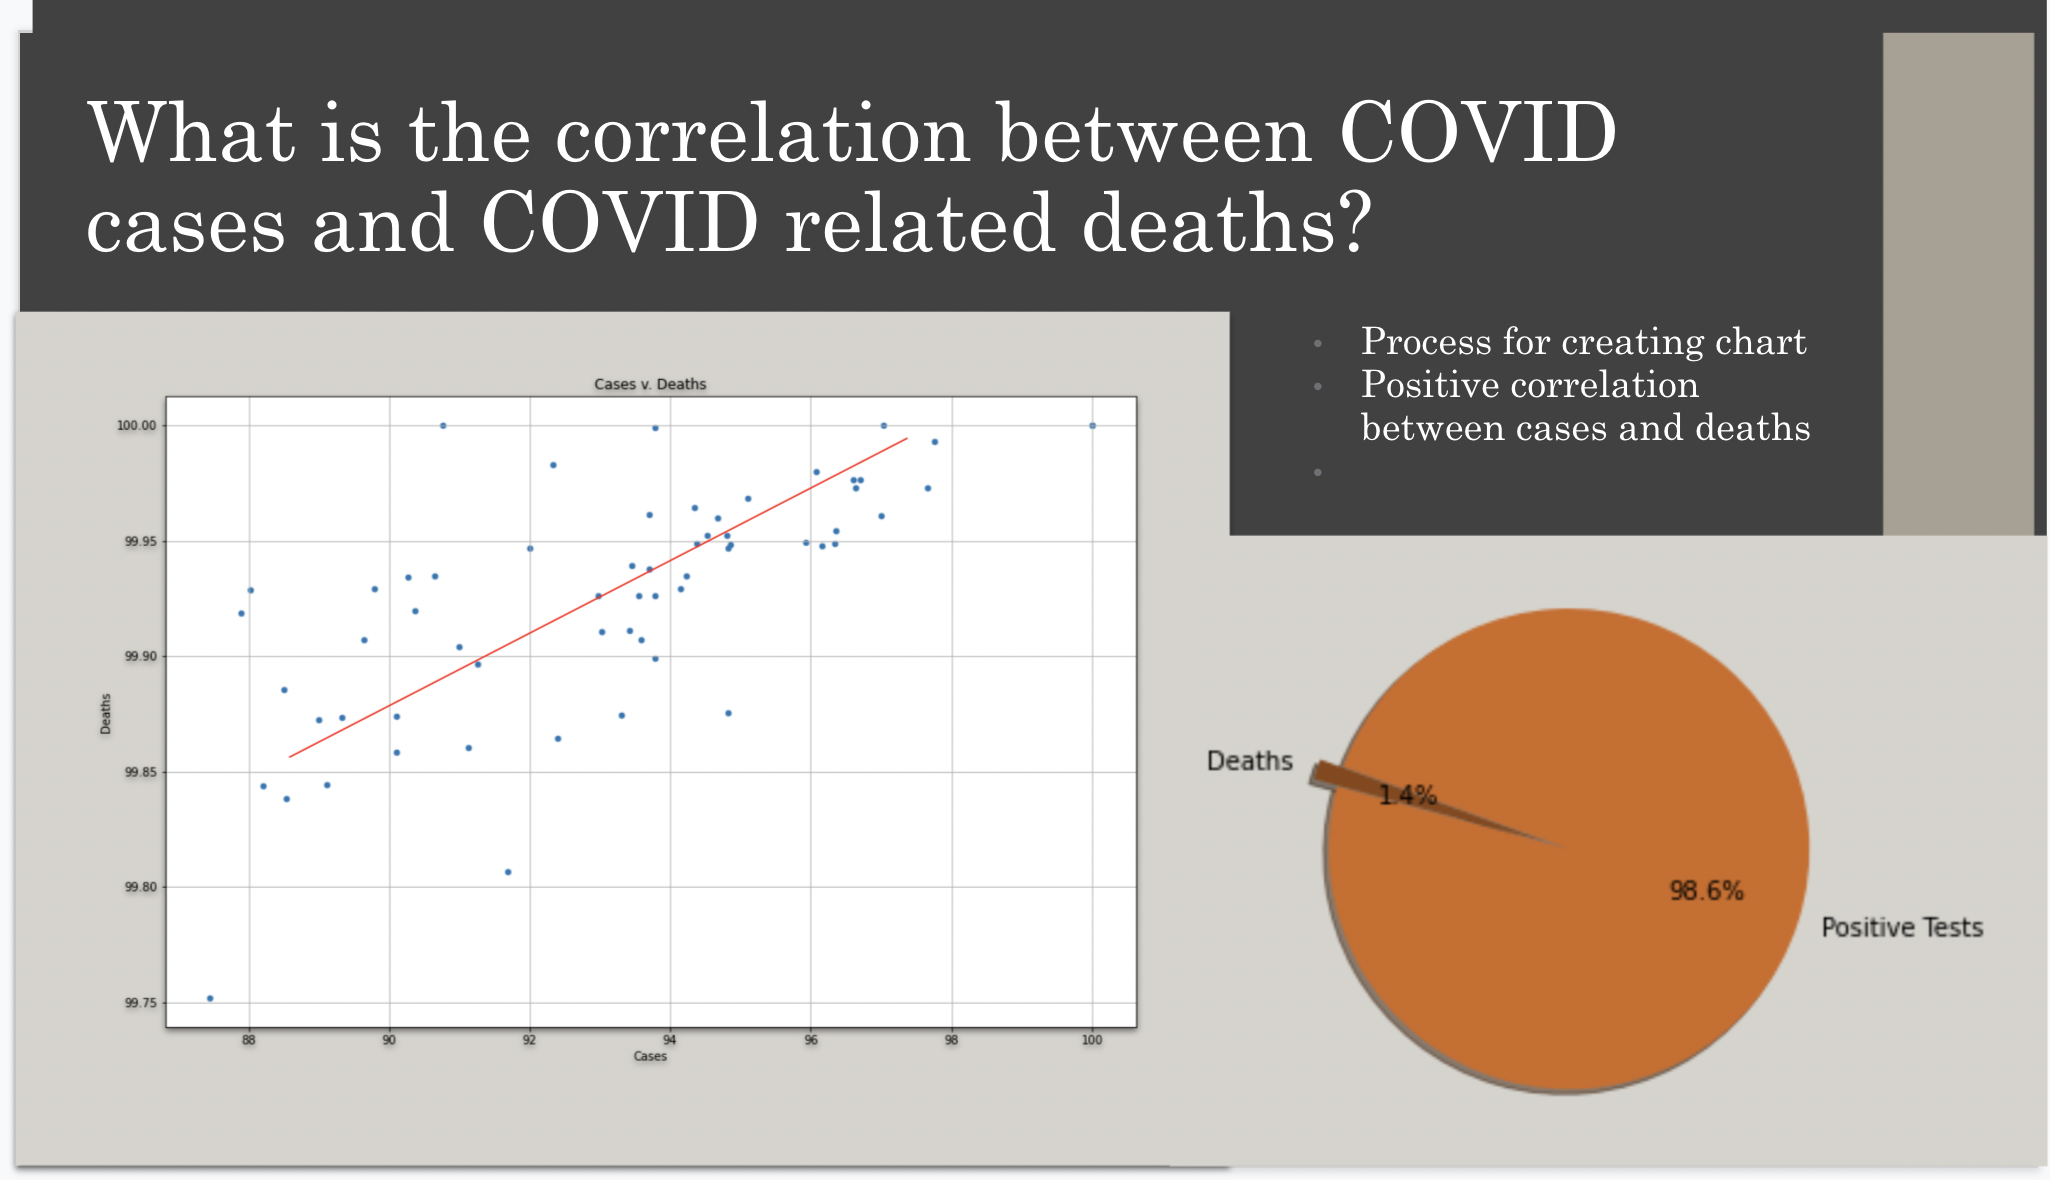 What is the correlation between COVID
cases and COVID related deaths?
Process for creating chart
Positive correlation
between cases and deaths
Cases v. Deaths
100.00
99.95
99.90
99.85
99.80
99.75
Deaths
88 90 92 94 96 98 100
Cases
Deaths
1.4%
98.6%
Positive Tests